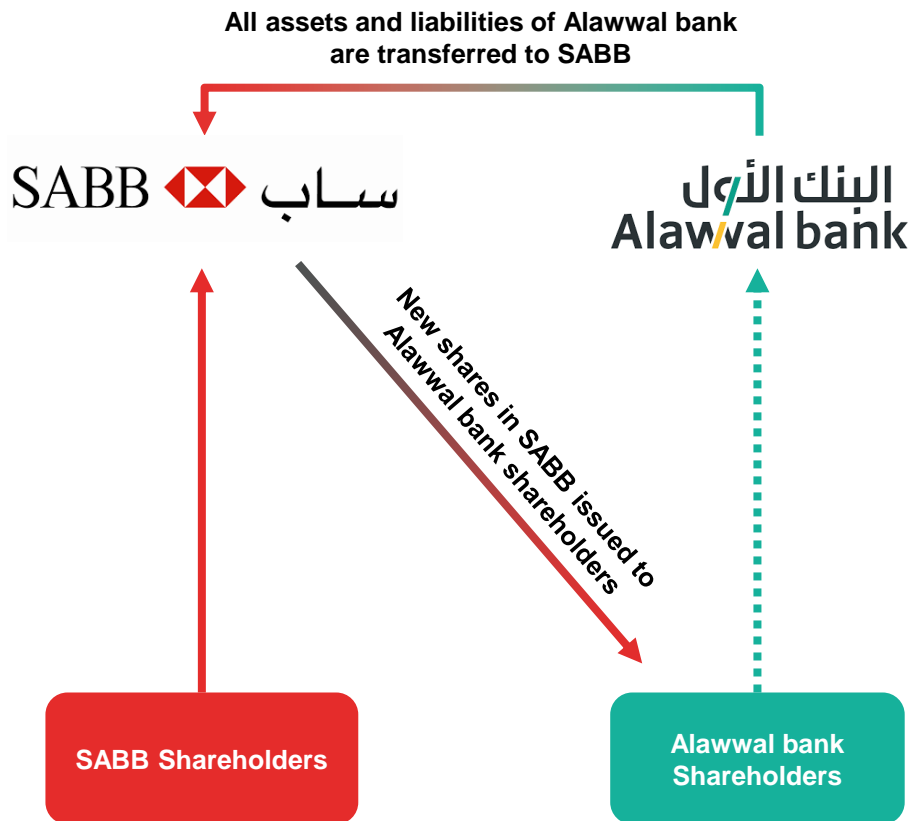 All assets and liabilities of Alawwal bank
are transferred to SABB
SABB ساب
البنك الأول
Alawwal bank
New shares in SABB issued to
Alawwal bank shareholders
SABB Shareholders
Alawwal bank
Shareholders